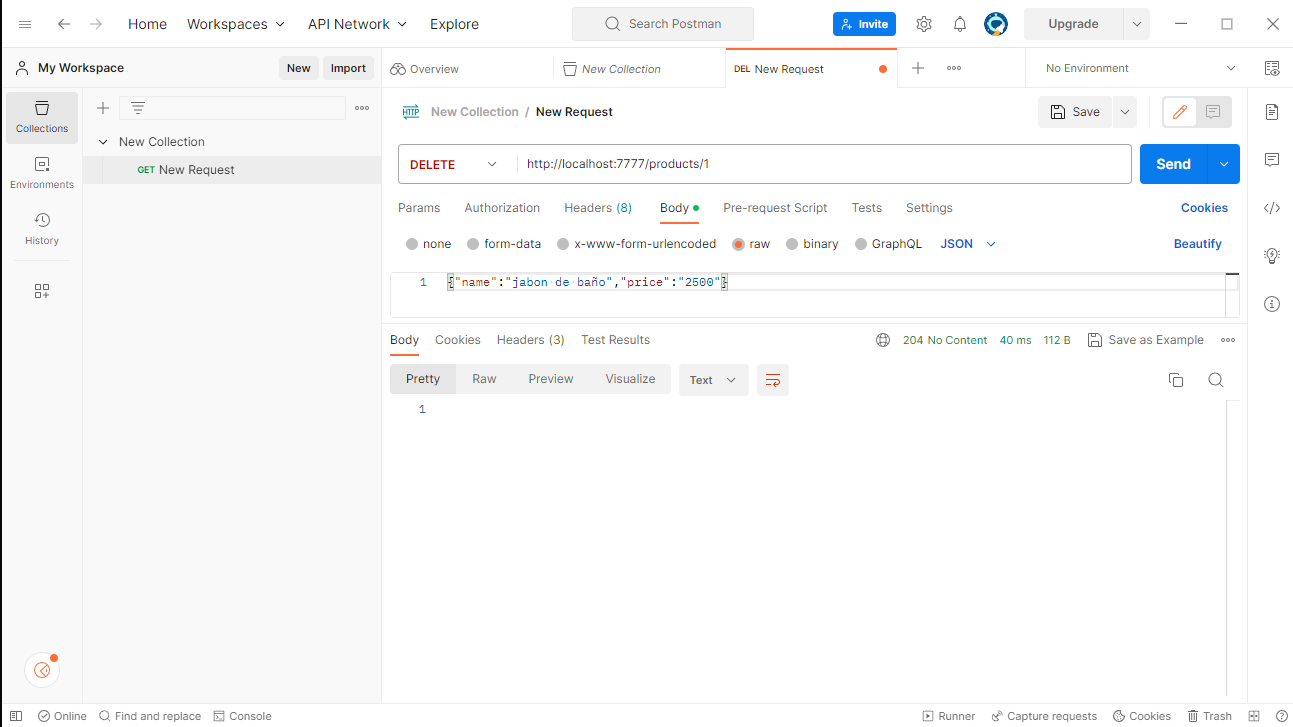 Home Workspaces API Network Explore Search Postman Invite Upgrade
My Workspace New Import Overview New Collection DEL New Request No Environment
Collections
New Collection / New Request Save
New Collection
GET New Request
Environments
History
DELETE http://localhost:7777/products/1 Send
Params Authorization Headers (8) Body Pre-request Script Tests Settings Cookies
none form-data x-www-form-urlencoded raw binary GraphQL JSON Beautify
1 {"name":"jabon de baño","price":"2500"}
Body Cookies Headers (3) Test Results 204 No Content 40 ms 112 B Save as Example
Pretty Raw Preview Visualize Text
1
Online Find and replace Console Runner Capture requests Cookies Trash